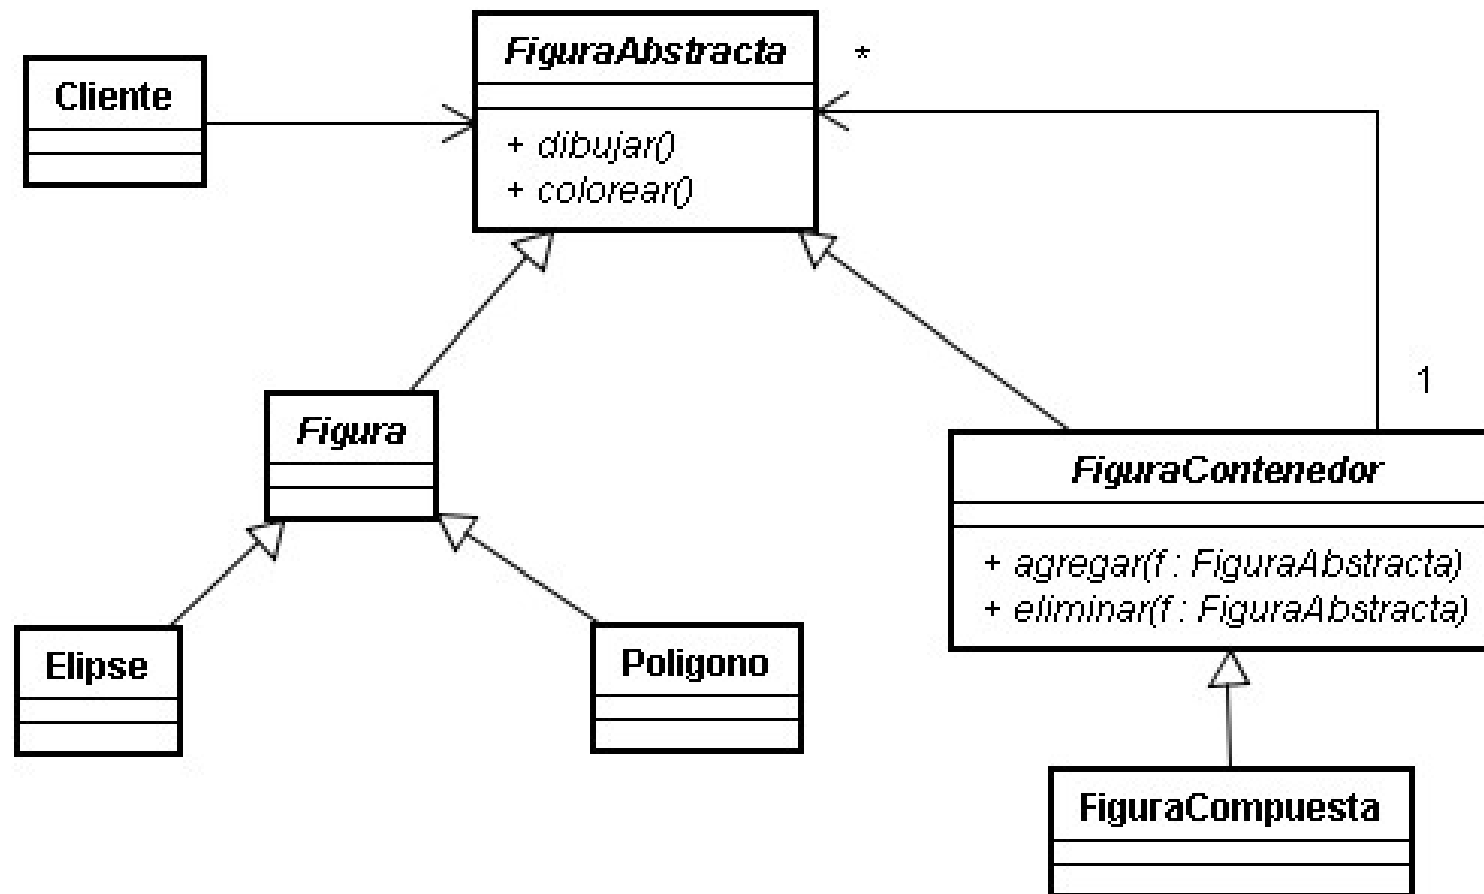 FiguraAbstracta
*
Cliente
+ dibujar()
+ colorear()
1
Figura
FiguraContenedor
+ agregar(f : FiguraAbstracta)
+ eliminar(f : FiguraAbstracta)
Elipse
Poligono
FiguraCompuesta